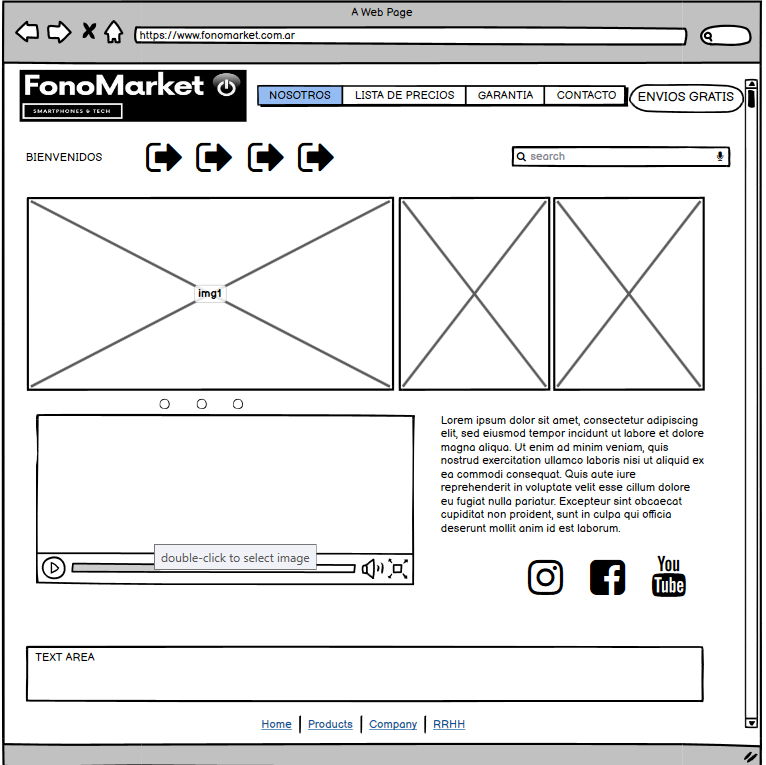 A Web Page
https://www.fonomarket.com.ar
FonoMarket
SMARTPHONES & TECH
NOSOTROS
LISTA DE PRECIOS
GARANTIA
CONTACTO
ENVIOS GRATIS
BIENVENIDOS
search
img1
Lorem ipsum dolor sit amet, consectetur adipiscing
elit, sed eiusmod tempor incidunt ut labore et dolore
magna aliqua. Ut enim ad minim veniam, quis
nostrud exercitation ullamco laboris nisi ut aliquid ex
ea commodi consequat. Quis aute iure
reprehenderit in voluptate velit esse cillum dolore
eu fugiat nulla pariatur. Excepteur sint obcaecat
cupiditat non proident, sunt in culpa qui officia
deserunt mollit anim id est laborum.
double-click to select image
You
Tube
TEXT AREA
Home | Products | Company | RRHH